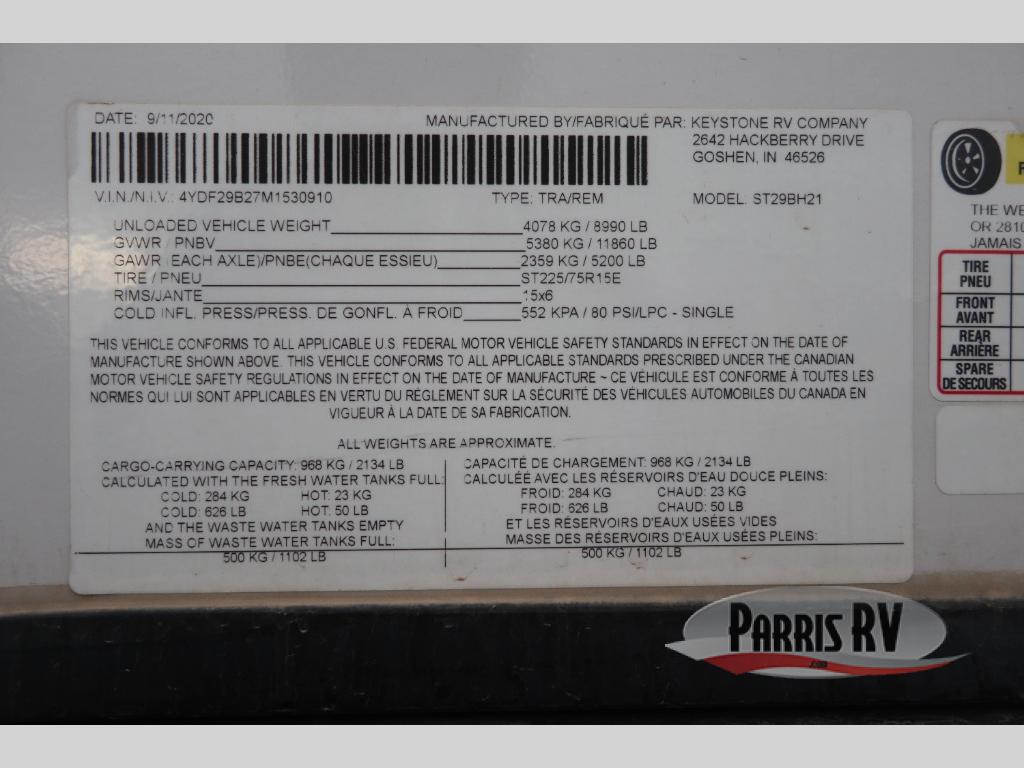 DATE: 9/11/2020 MANUFACTURED BY/FABRIQUÉ PAR: KEYSTONE RV COMPANY
2642 HACKBERRY DRIVE
GOSHEN, IN 46526
V.I.N./N.I.V.: 4YDF29B27M1530910 TYPE: TRA/REM MODEL: ST29BH21
UNLOADED VEHICLE WEIGHT 4078 KG / 8990 LB
GVWR / PNBV 5380 KG / 11860 LB
GAWR (EACH AXLE)/PNBE(CHAQUE ESSIEU) 2359 KG / 5200 LB
TIRE / PNEU ST225/75R15E
RIMS/JANTE 15x6
COLD INFL. PRESS/PRESS. DE GONFL. À FROID 552 KPA / 80 PSI/LPC - SINGLE
THIS VEHICLE CONFORMS TO ALL APPLICABLE U.S. FEDERAL MOTOR VEHICLE SAFETY STANDARDS IN EFFECT ON THE DATE OF
MANUFACTURE SHOWN ABOVE. THIS VEHICLE CONFORMS TO ALL APPLICABLE STANDARDS PRESCRIBED UNDER THE CANADIAN
MOTOR VEHICLE SAFETY REGULATIONS IN EFFECT ON THE DATE OF MANUFACTURE ~ CE VÉHICULE EST CONFORME À TOUTES LES
NORMES QUI LUI SONT APPLICABLES EN VERTU DU RÈGLEMENT SUR LA SÉCURITÉ DES VÉHICULES AUTOMOBILES DU CANADA EN
VIGUEUR À LA DATE DE SA FABRICATION.
ALL WEIGHTS ARE APPROXIMATE.
CARGO-CARRYING CAPACITY: 968 KG / 2134 LB
CALCULATED WITH THE FRESH WATER TANKS FULL:
COLD: 284 KG HOT: 23 KG
COLD: 626 LB HOT: 50 LB
AND THE WASTE WATER TANKS EMPTY
MASS OF WASTE WATER TANKS FULL:
500 KG / 1102 LB
CAPACITÉ DE CHARGEMENT: 968 KG / 2134 LB
CALCULÉE AVEC LES RÉSERVOIRS D'EAU DOUCE PLEINS:
FROID: 284 KG CHAUD: 23 KG
FROID: 626 LB CHAUD: 50 LB
ET LES RÉSERVOIRS D'EAUX USÉES VIDES
MASSE DES RÉSERVOIRS D'EAUX USÉES PLEINS:
500 KG / 1102 LB
THE WE
OR 2810
JAMAIS
TIRE
PNEU
FRONT
AVANT
REAR
ARRIÈRE
SPARE
DE SECOURS
PARRIS RV
.com